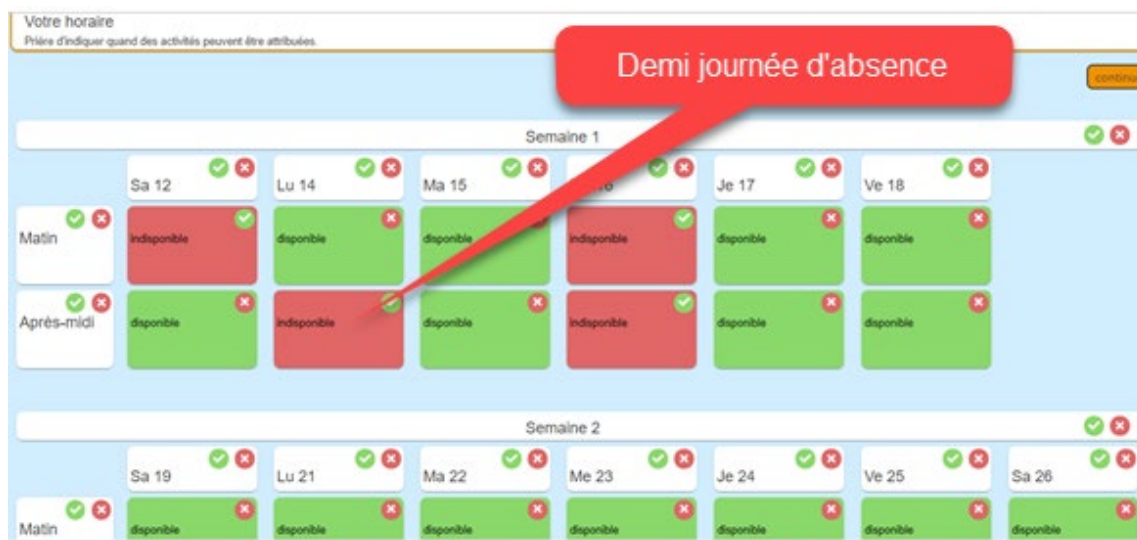 Votre horaire
Prière d'indiquer quand des activités peuvent être attribuées.
Demi journée d'absence
Semaine 1
Sa 12 Lu 14 Ma 15 Je 17 Ve 18
Matin indisponible disponible disponible indisponible disponible disponible
Après-midi disponible indisponible disponible indisponible disponible disponible
Semaine 2
Sa 19 Lu 21 Ma 22 Me 23 Je 24 Ve 25 Sa 26
Matin disponible disponible disponible disponible disponible disponible disponible